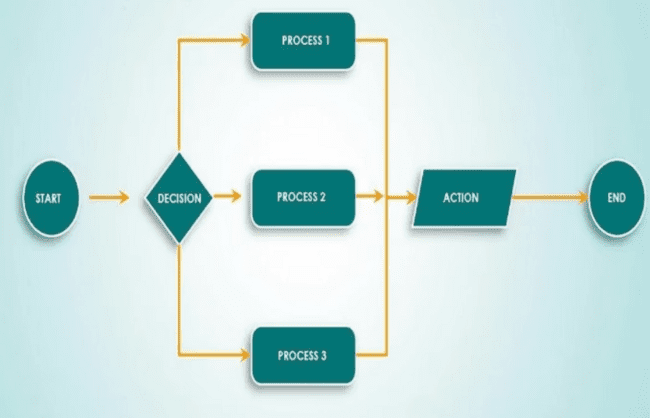 START
DECISION
PROCESS 1
PROCESS 2
PROCESS 3
ACTION
END